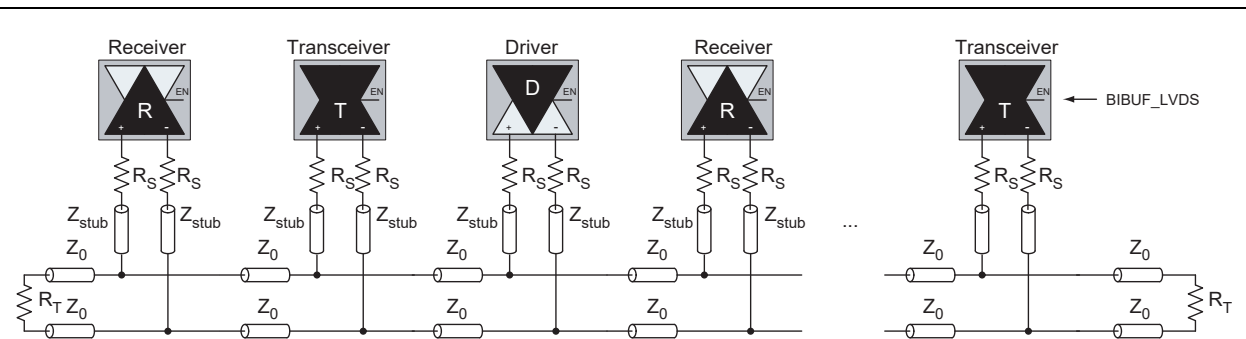 Receiver Transceiver Driver Receiver Transceiver
EN EN EN EN EN
R T D R T BIBUF_LVDS
+ - + - + - + - + -
RS RS RS RS RS RS RS RS RS RS
Zstub Zstub Zstub Zstub Zstub Zstub Zstub Zstub ...
Z0 Z0 Z0 Z0 Z0 Z0
RT Z0 Z0 Z0 Z0 Z0 Z0 RT